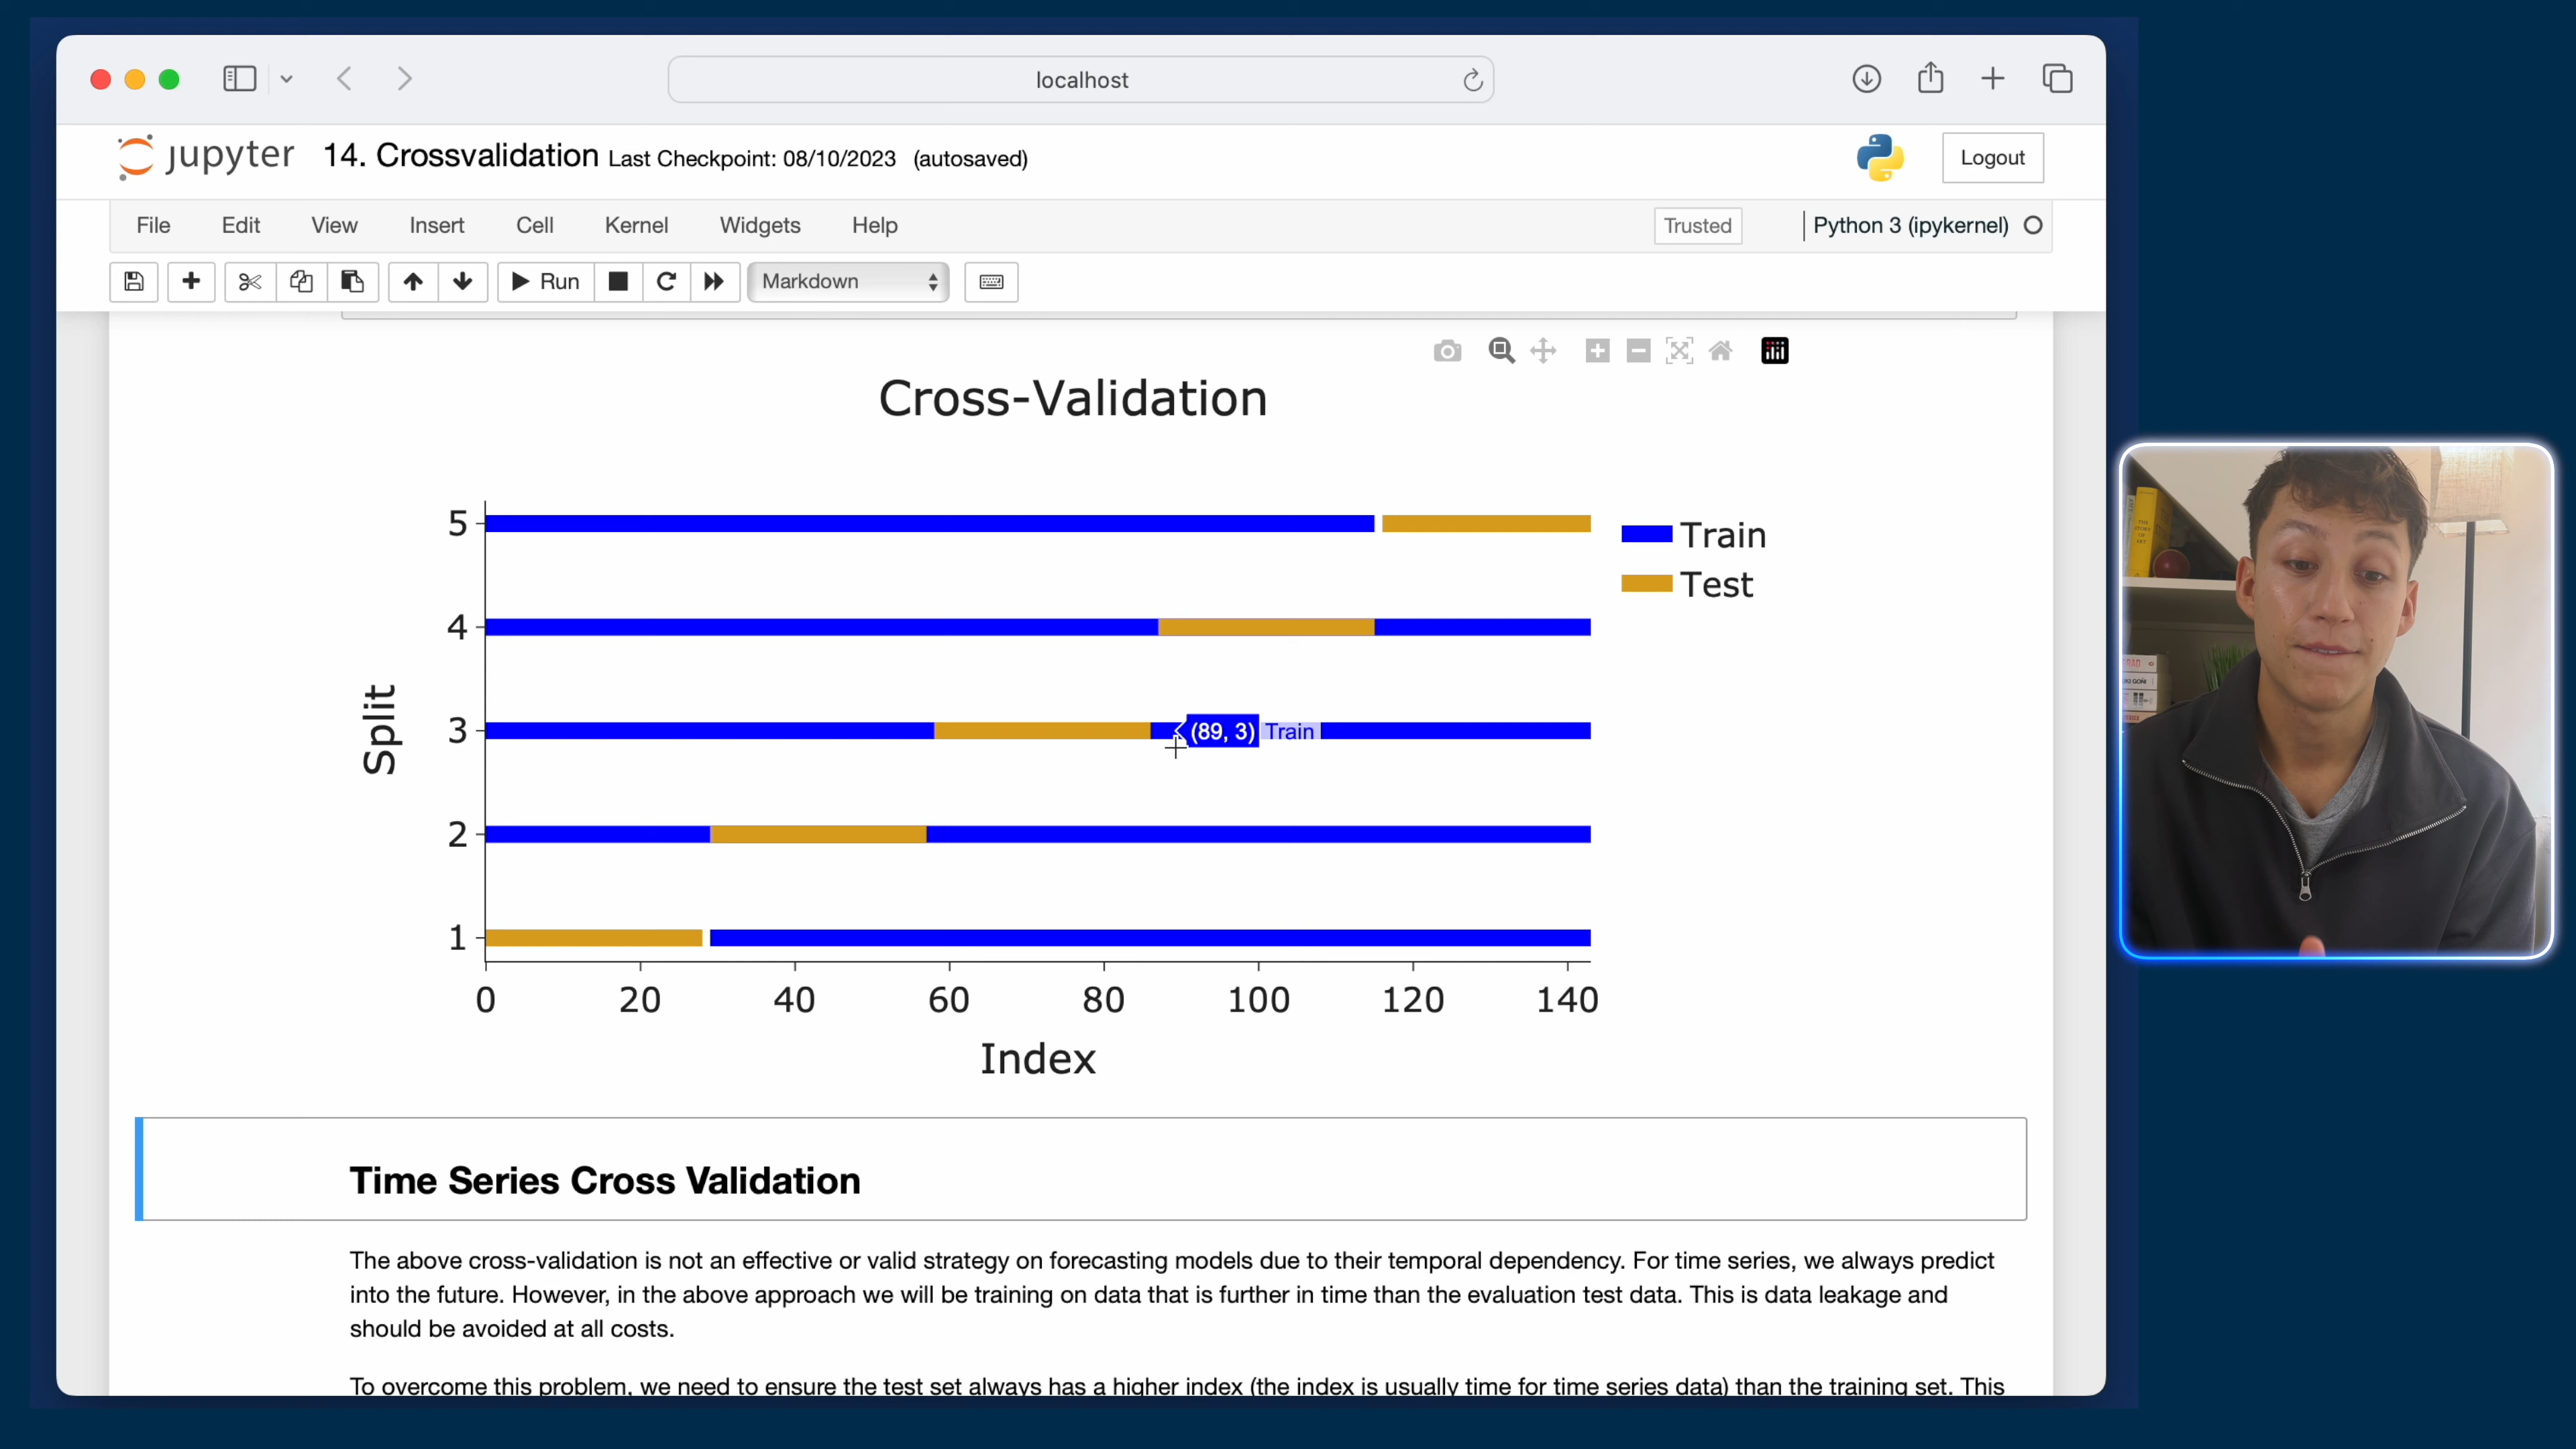 localhost
jupyter 14. Crossvalidation Last Checkpoint: 08/10/2023 (autosaved)
Logout
File Edit View Insert Cell Kernel Widgets Help
Trusted
Python 3 (ipykernel)
Run
Markdown
Cross-Validation
5
4
3
2
1
Split
Train
Test
(89, 3) Train
0 20 40 60 80 100 120 140
Index
Time Series Cross Validation
The above cross-validation is not an effective or valid strategy on forecasting models due to their temporal dependency. For time series, we always predict
into the future. However, in the above approach we will be training on data that is further in time than the evaluation test data. This is data leakage and
should be avoided at all costs.
To overcome this problem, we need to ensure the test set always has a higher index (the index is usually time for time series data) than the training set. This